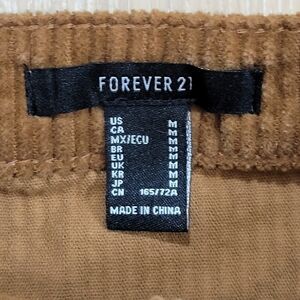 FOREVER 21
US M
CA M
MX/ECU M
BR M
EU M
UK M
KR M
JP M
CN 165/72A
MADE IN CHINA